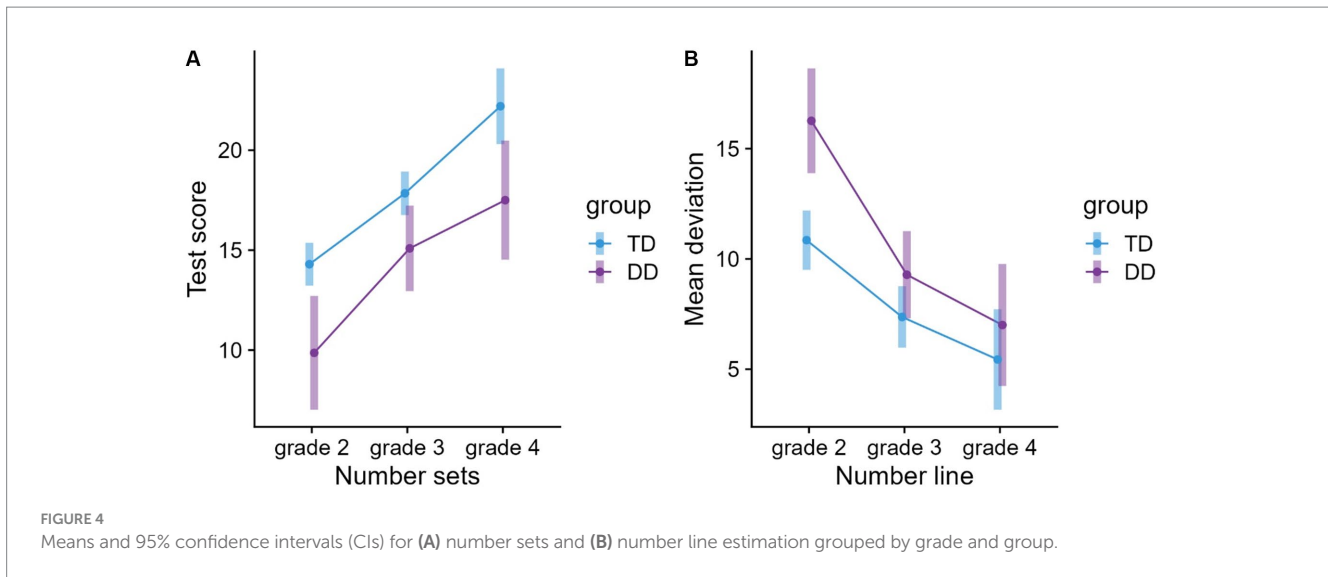 A
Test score
20
15
10
grade 2 grade 3 grade 4
Number sets
group
TD
DD
B
Mean deviation
15
10
5
grade 2 grade 3 grade 4
Number line
group
TD
DD
FIGURE 4
Means and 95% confidence intervals (CIs) for (A) number sets and (B) number line estimation grouped by grade and group.